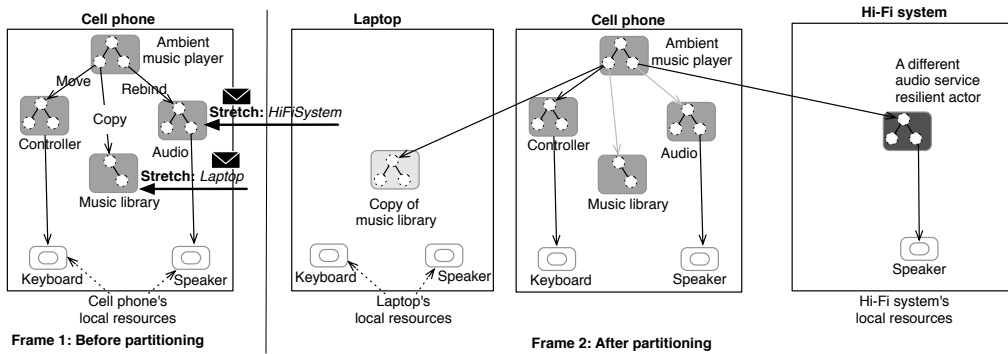 Cell phone
Ambient
music player
Move
Rebind
Copy
Stretch: HiFiSystem
Controller
Audio
Stretch: Laptop
Music library
Keyboard
Speaker
Cell phone's
local resources
Frame 1: Before partitioning
Laptop
Copy of
music library
Keyboard
Speaker
Laptop's
local resources
Cell phone
Ambient
music player
Controller
Audio
Music library
Keyboard
Speaker
Frame 2: After partitioning
Hi-Fi system
A different
audio service
resilient actor
Speaker
Hi-Fi system's
local resources